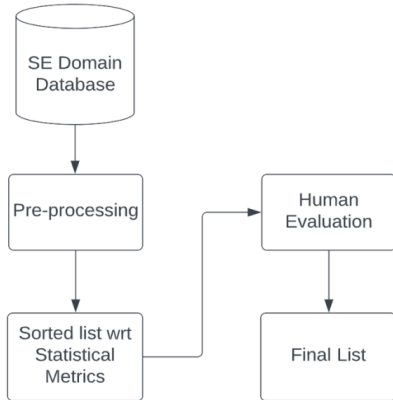 SE Domain
Database
Pre-processing
Sorted list wrt
Statistical
Metrics
Human
Evaluation
Final List